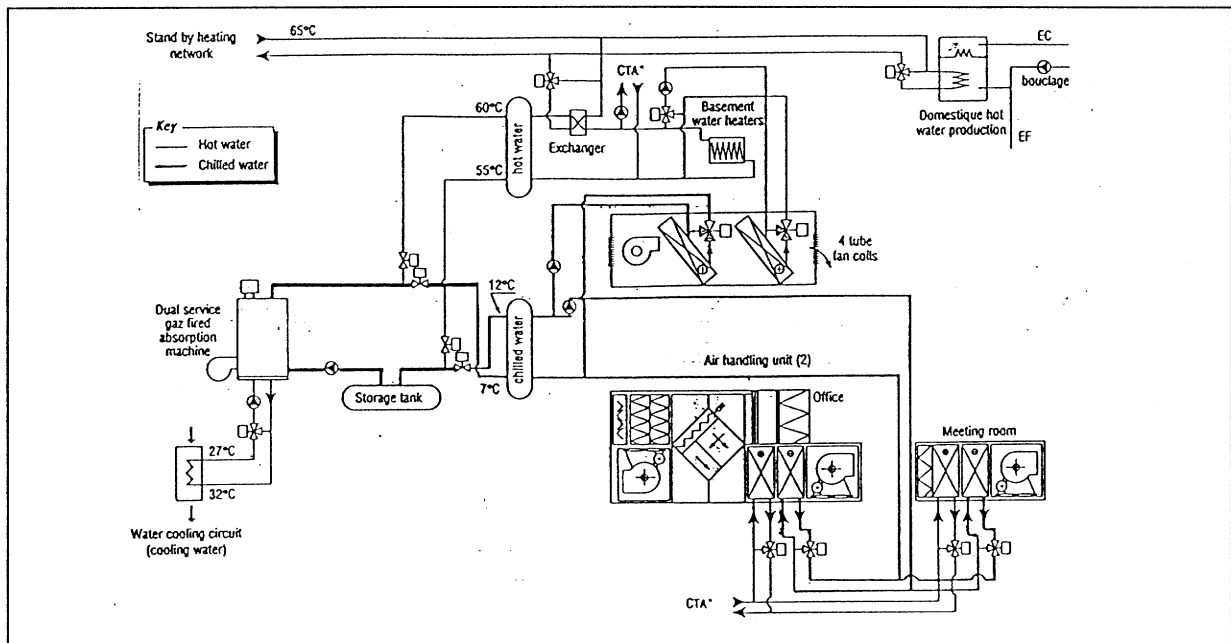 Stand by heating
network
65°C
EC
bouclage
Domestique hot
water production
EF
CTA*
60°C
Basement
water heaters
Exchanger
hot water
55°C
Key
Hot water
Chilled water
4 tube
fan coils
12°C
Dual service
gaz fired
absorption
machine
chilled water
Storage tank
7°C
Air handling unit (2)
Office
Meeting room
27°C
32°C
Water cooling circuit
(cooling water)
CTA*